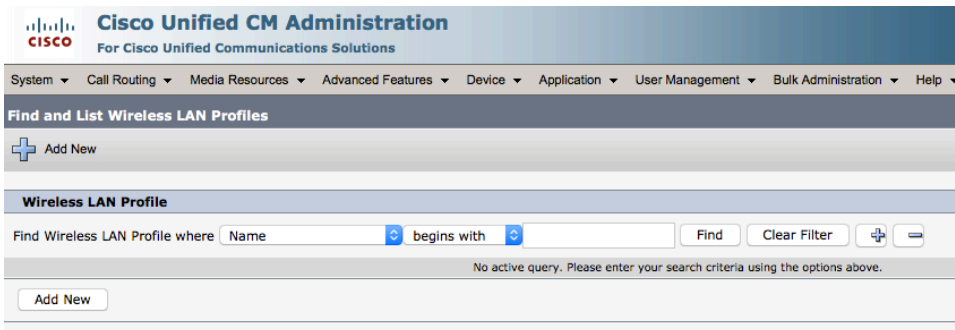 Cisco Unified CM Administration
CISCO
For Cisco Unified Communications Solutions
System Call Routing Media Resources Advanced Features Device Application User Management Bulk Administration Help
Find and List Wireless LAN Profiles
Add New
Wireless LAN Profile
Find Wireless LAN Profile where Name begins with Find Clear Filter
No active query. Please enter your search criteria using the options above.
Add New